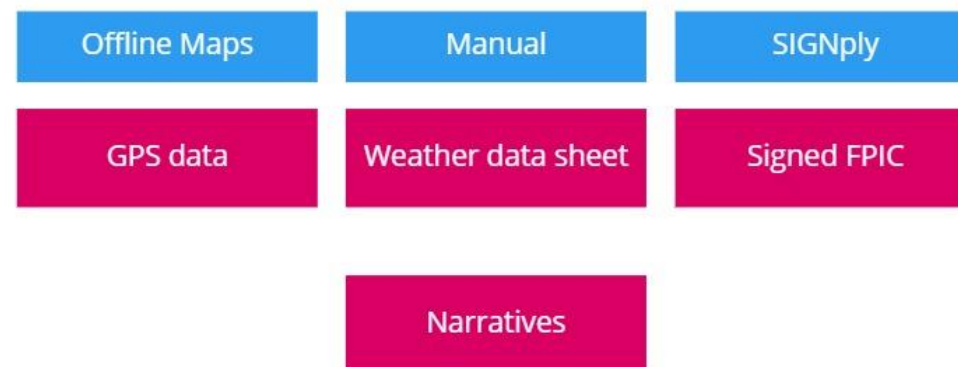 Offline Maps
Manual
SIGNply
GPS data
Weather data sheet
Signed FPIC
Narratives